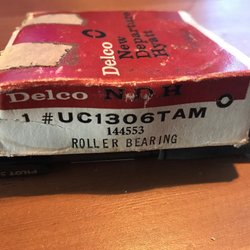 Delco
New
Departure
Hyatt
Delco N.D.H
1 #UC1306TAM
144553
ROLLER BEARING